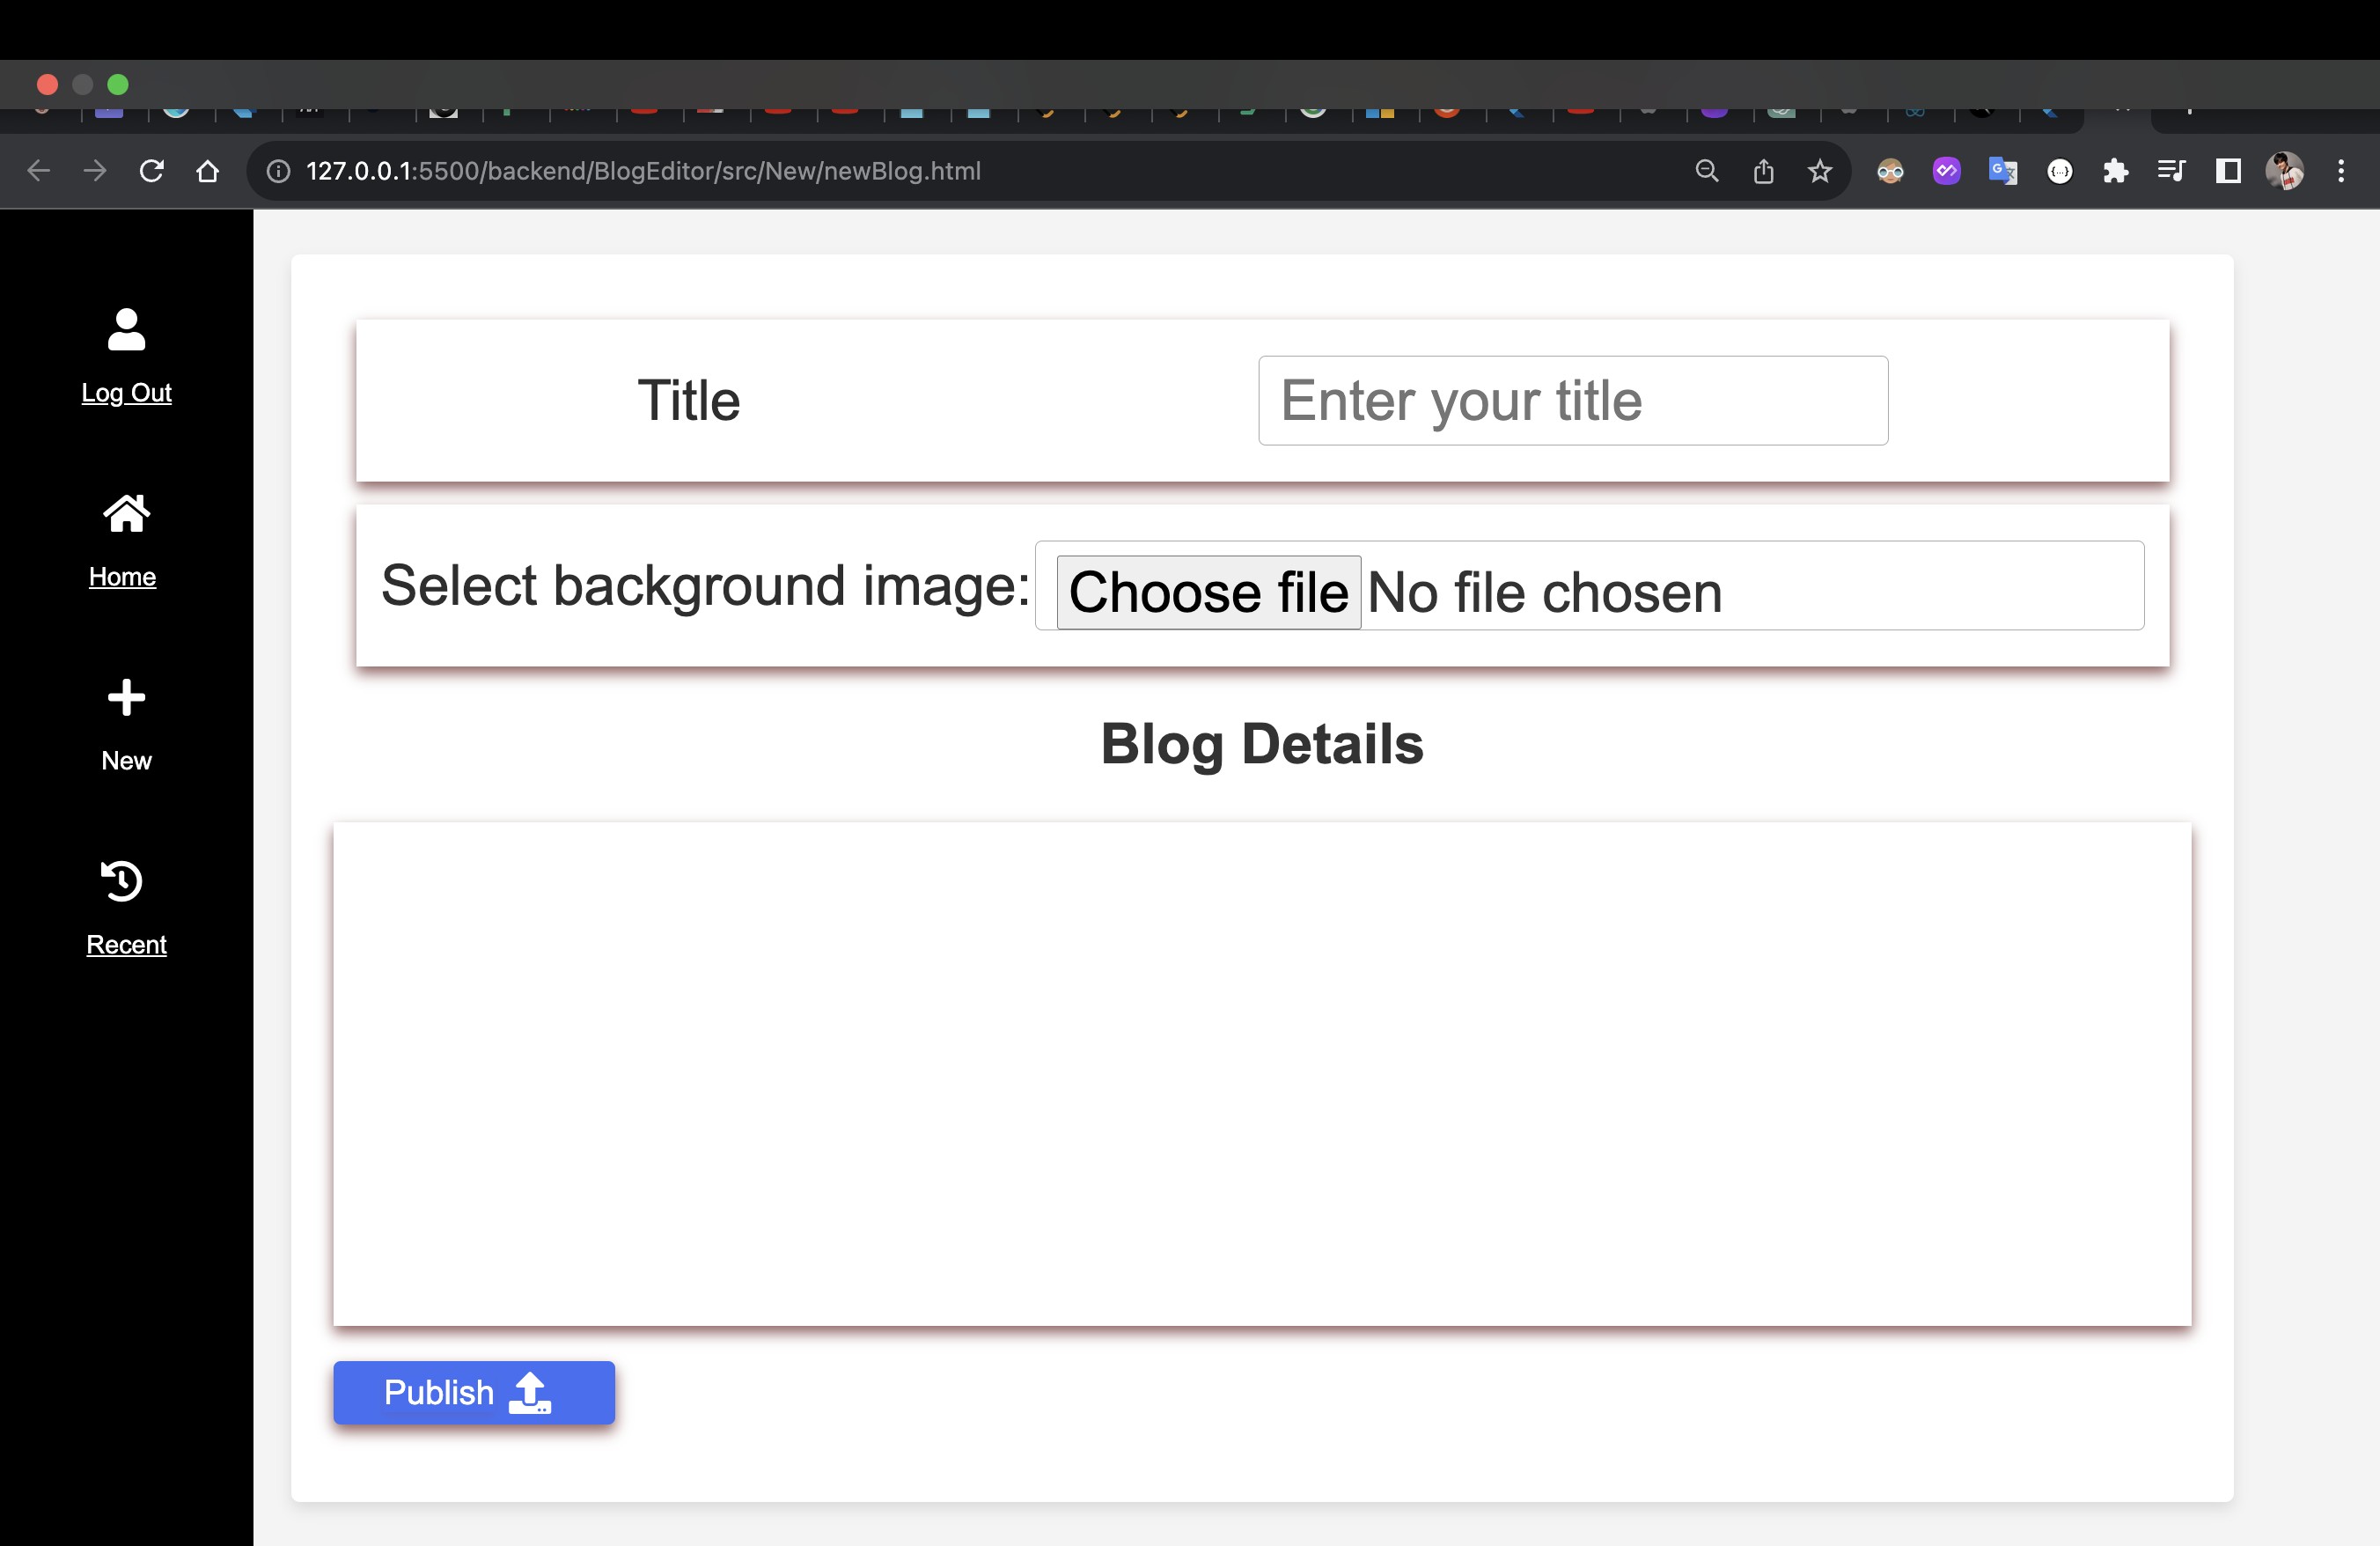 127.0.0.1:5500/backend/BlogEditor/src/New/newBlog.html
Log Out
Home
New
Recent
Title
Enter your title
Select background image:
Choose file No file chosen
Blog Details
Publish